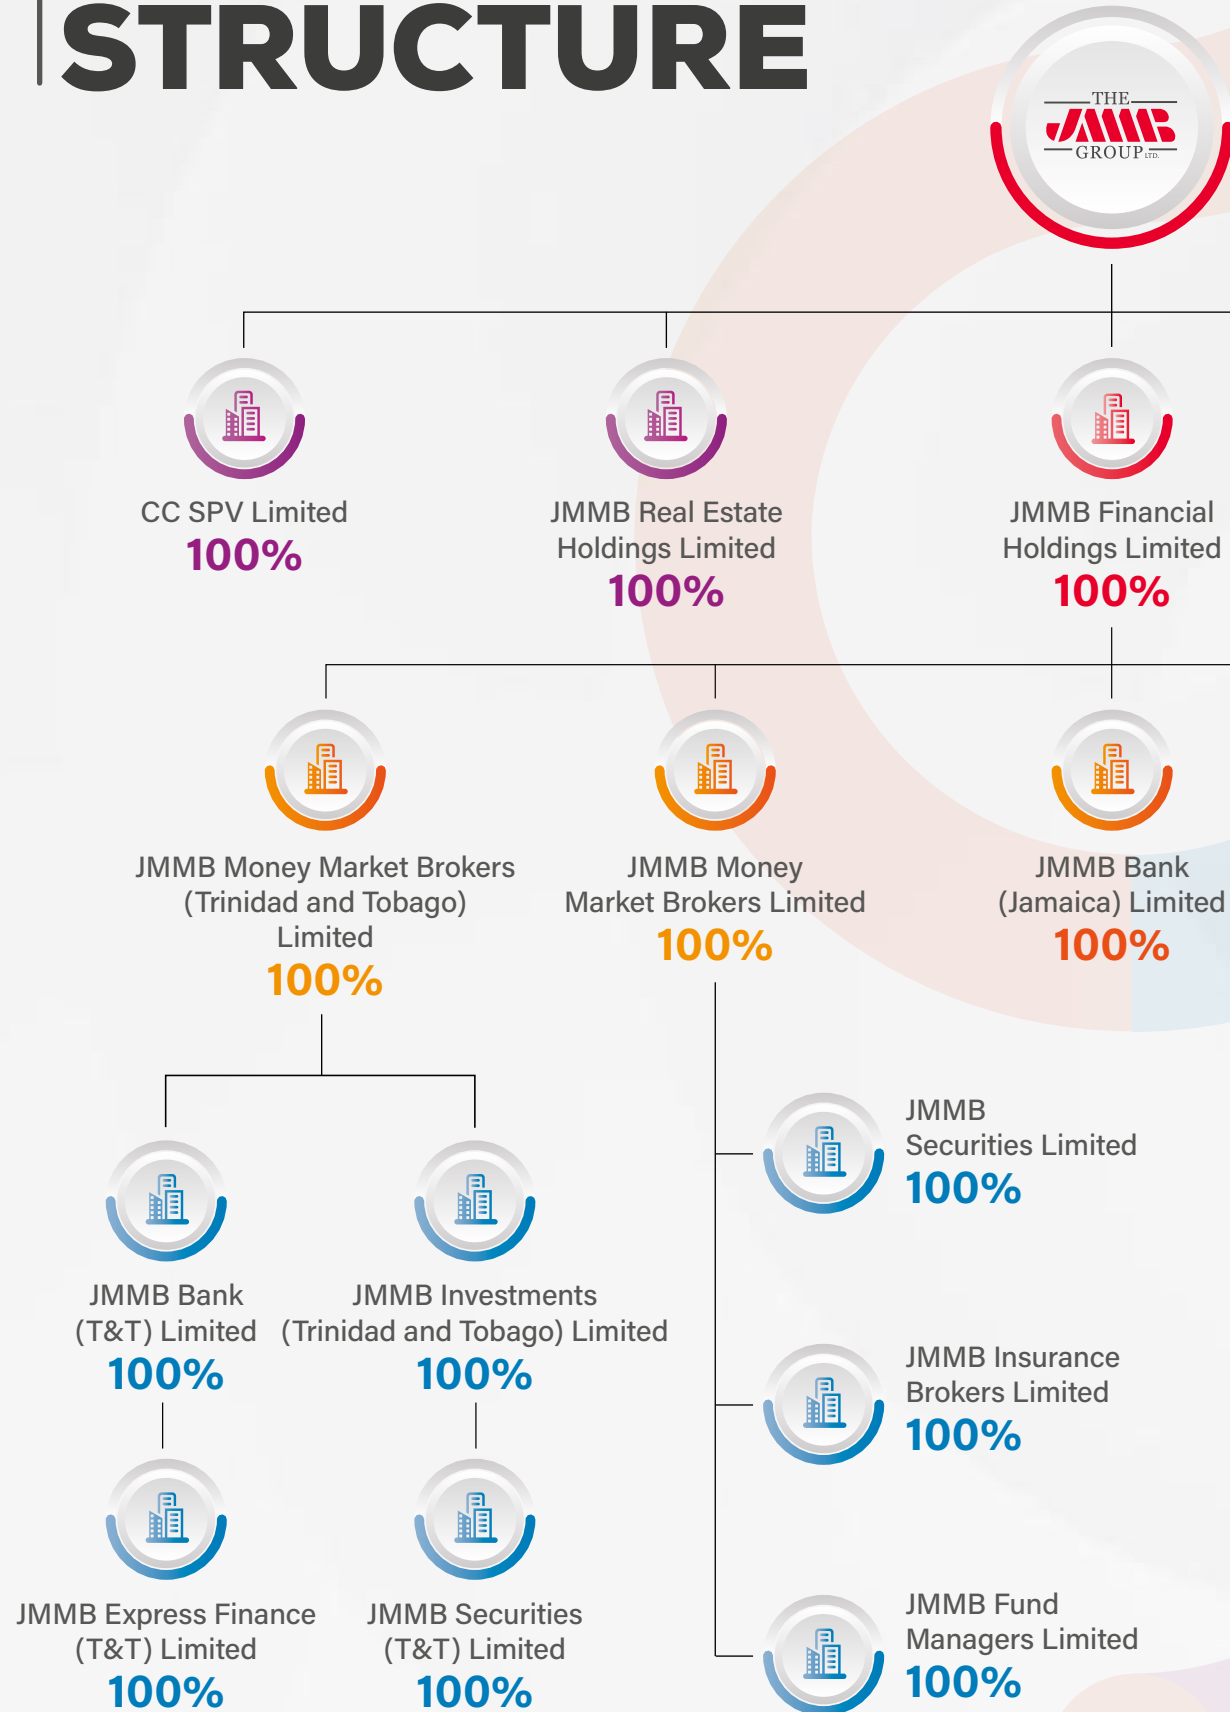 STRUCTURE
THE
JMMB
GROUP LTD.
CC SPV Limited
100%
JMMB Real Estate
Holdings Limited
100%
JMMB Financial
Holdings Limited
100%
JMMB Money Market Brokers
(Trinidad and Tobago)
Limited
100%
JMMB Money
Market Brokers Limited
100%
JMMB Bank
(Jamaica) Limited
100%
JMMB Bank
(T&T) Limited
100%
JMMB Investments
(Trinidad and Tobago) Limited
100%
JMMB Express Finance
(T&T) Limited
100%
JMMB Securities
(T&T) Limited
100%
JMMB
Securities Limited
100%
JMMB Insurance
Brokers Limited
100%
JMMB Fund
Managers Limited
100%